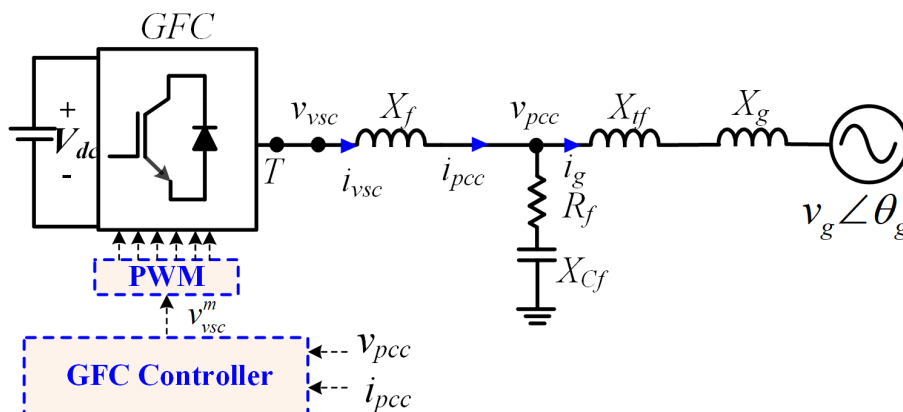 GFC
+
V_dc
-
T
v_vsc
i_vsc
X_f
i_pcc
v_pcc
i_g
X_tf
X_g
R_f
X_Cf
v_g∠θ_g
PWM
v_vsc^m
GFC Controller
v_pcc
i_pcc